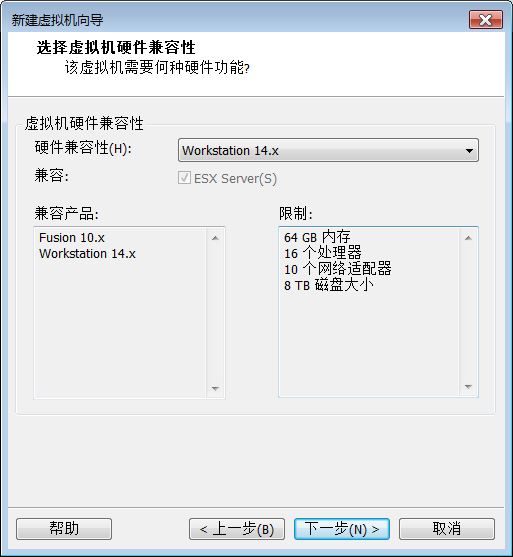 新建虚拟机向导
选择虚拟机硬件兼容性
该虚拟机需要何种硬件功能?
虚拟机硬件兼容性
硬件兼容性(H): Workstation 14.x
兼容: ESX Server(S)
兼容产品: 限制:
Fusion 10.x
Workstation 14.x
64 GB 内存
16 个处理器
10 个网络适配器
8 TB 磁盘大小
帮助 < 上一步(B) 下一步(N) > 取消